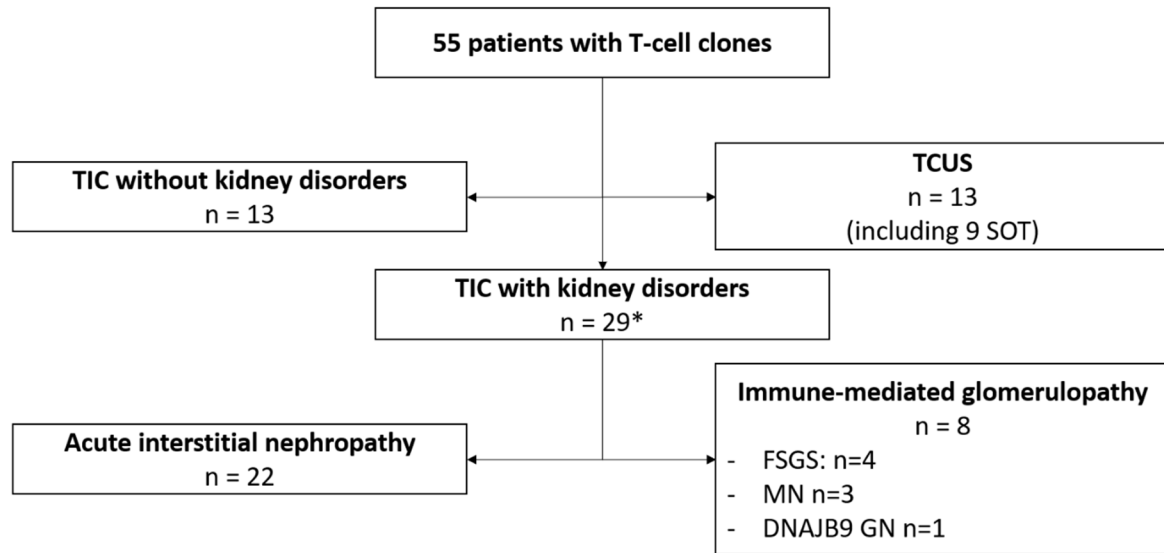 55 patients with T-cell clones
TIC without kidney disorders
n = 13
TCUS
n = 13
(including 9 SOT)
TIC with kidney disorders
n = 29*
Acute interstitial nephropathy
n = 22
Immune-mediated glomerulopathy
n = 8
- FSGS: n=4
- MN n=3
- DNAJB9 GN n=1